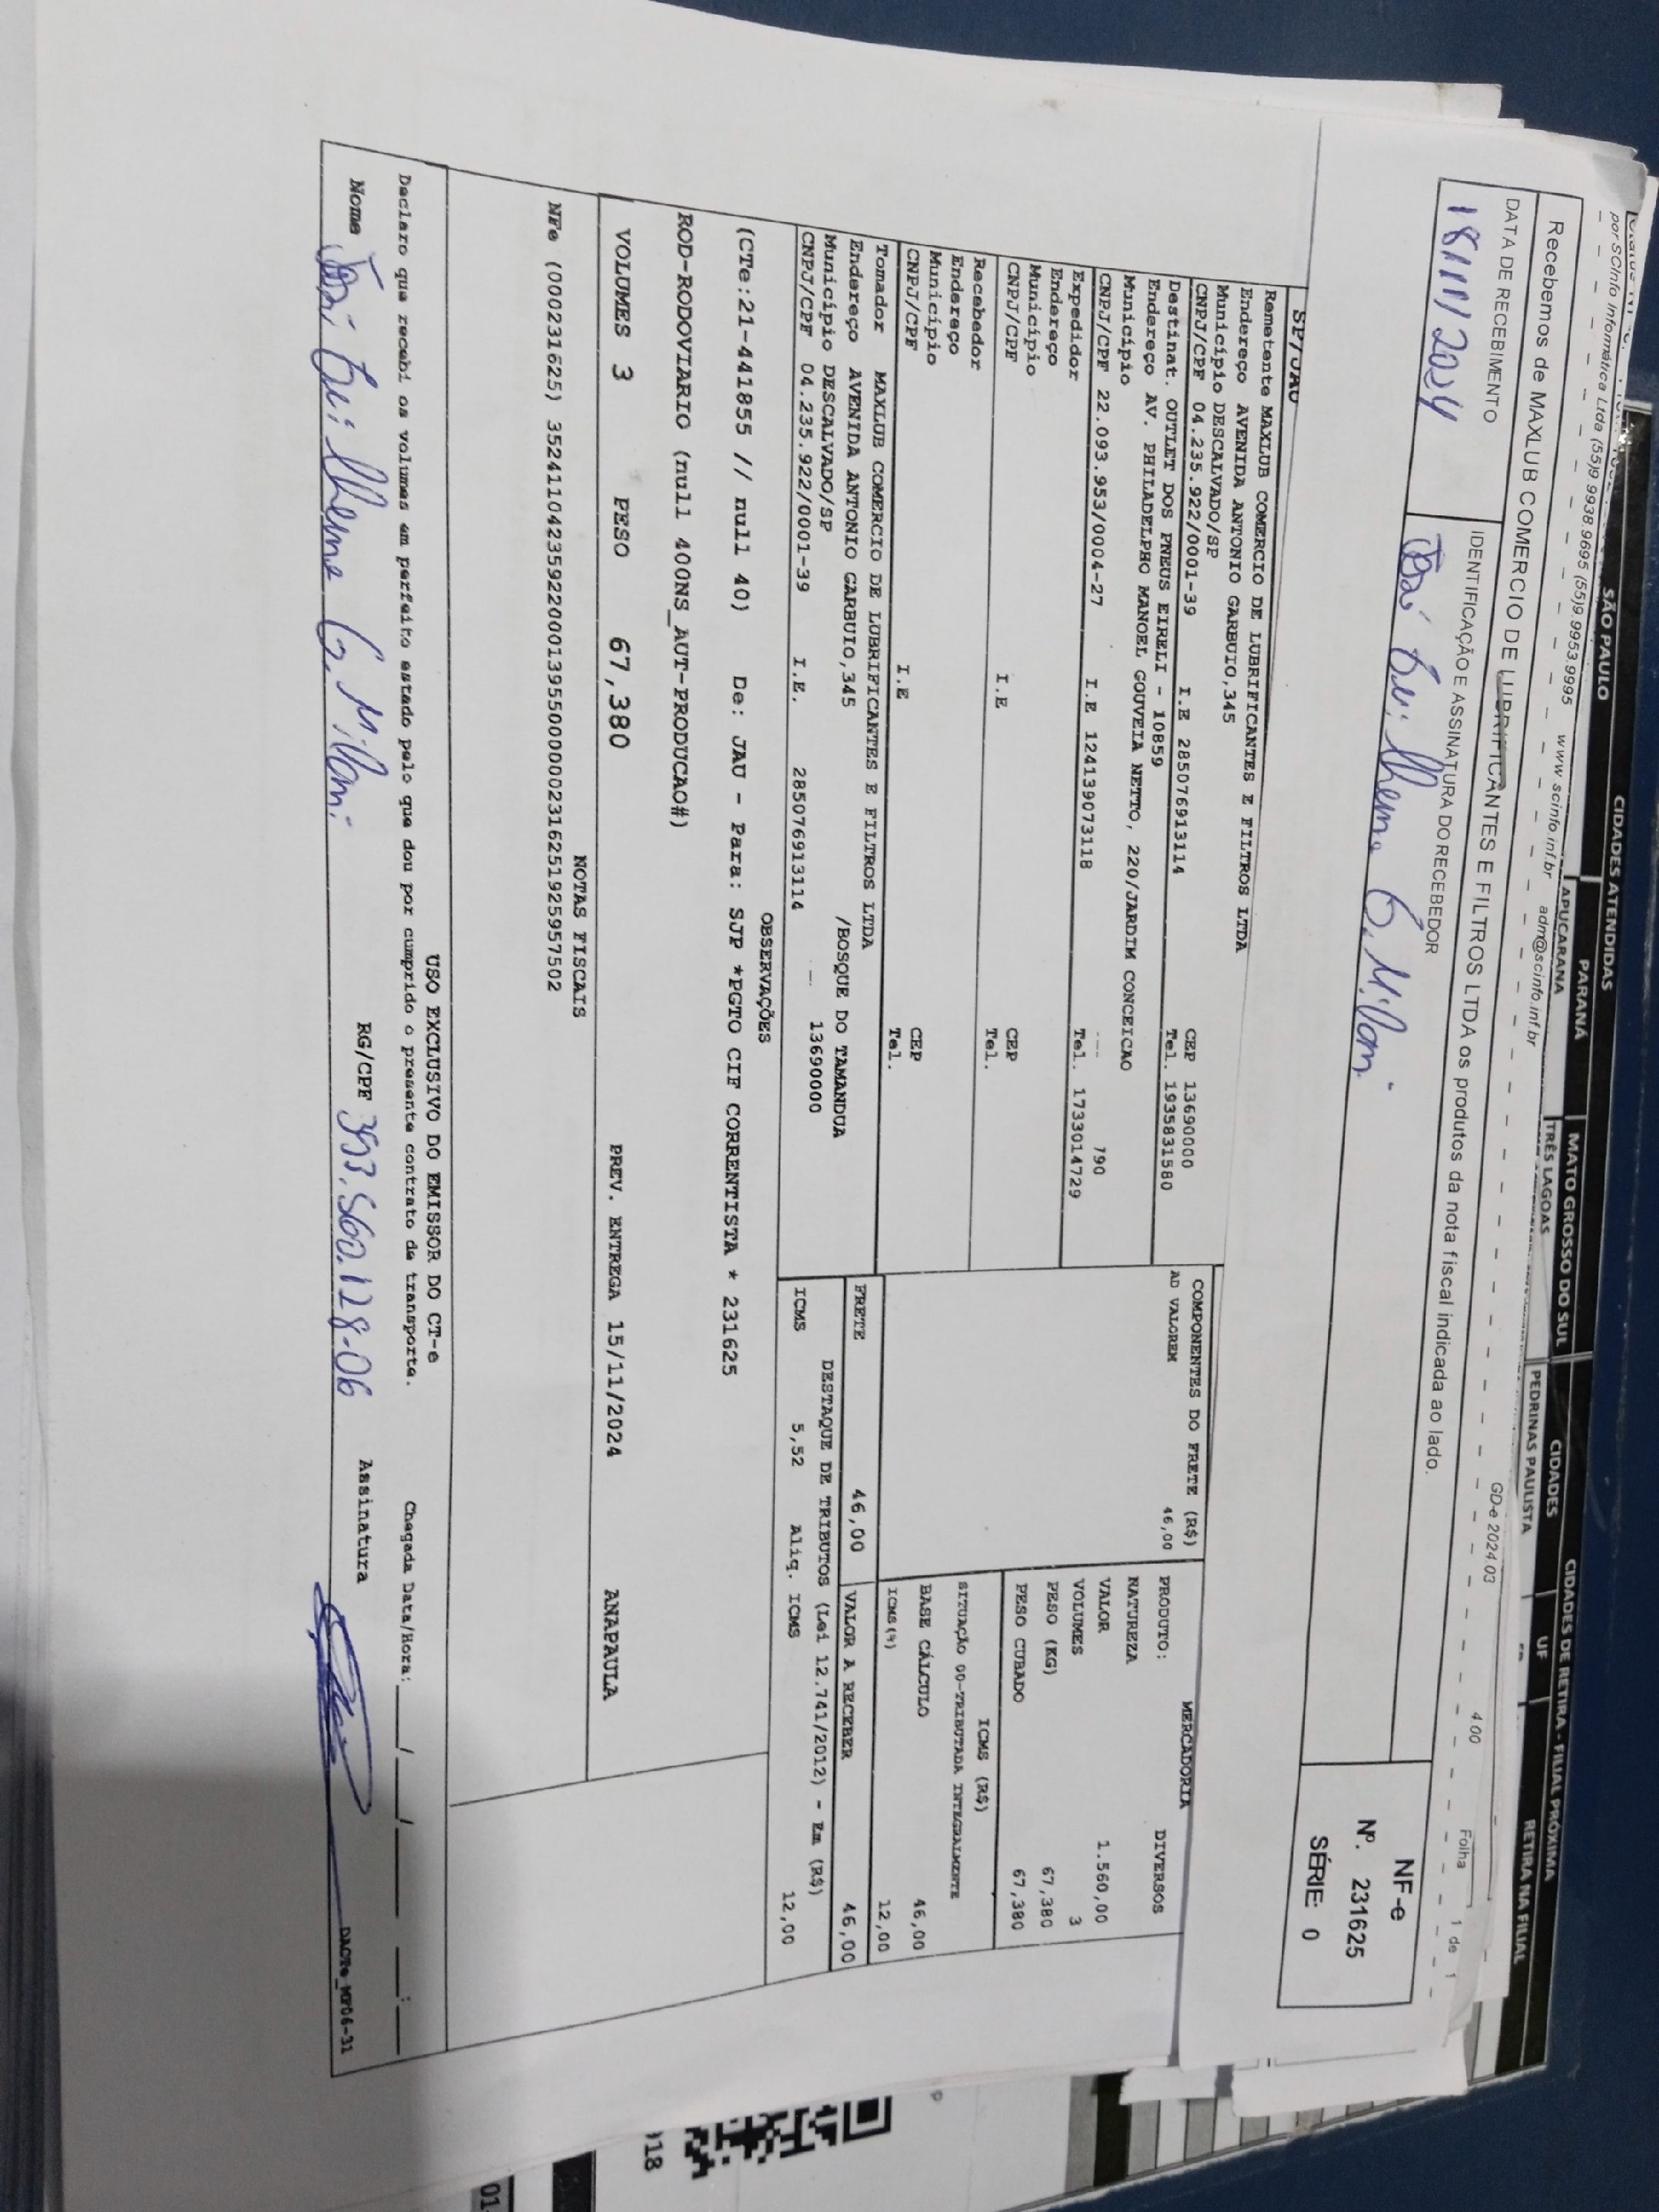 CIDADES ATENDIDAS
CIDADES DE RETIRA - FILIAL PRÓXIMA
SÃO PAULO
PARANÁ
MATO GROSSO DO SUL
CIDADES
UF
RETIRA NA FILIAL
APUCARANA
TRÊS LAGOAS
PEDRINAS PAULISTA
por SCInfo Informática Ltda (55)9 9938.9695 (55)9 9953.9995 www.scinfo.inf.br adm@scinfo.inf.br
GD-e 2024.03
4.00
Folha 1 de 1
Recebemos de MAXLUB COMERCIO DE LUBRIFICANTES E FILTROS LTDA os produtos da nota fiscal indicada ao lado.
DATA DE RECEBIMENTO
IDENTIFICAÇÃO E ASSINATURA DO RECEBEDOR
18/11/2024
Guilherme G. Milani
NF-e
Nº. 231625
SÉRIE: 0
SP/JAU
Remetente MAXLUB COMERCIO DE LUBRIFICANTES E FILTROS LTDA
Endereço AVENIDA ANTONIO GARBUIO,345
Município DESCALVADO/SP CEP 13690000
CNPJ/CPF 04.235.922/0001-39 I.E 285076913114 Tel. 1935831580
Destinat. OUTLET DOS PNEUS EIRELI - 10859
Endereço AV. PHILADELPHO MANOEL GOUVEIA NETTO, 220/JARDIM CONCEICAO
Município 790
CNPJ/CPF 22.093.953/0004-27 I.E 124139073118 Tel. 1733014729
Expedidor
Endereço
Município CEP
CNPJ/CPF I.E Tel.
Recebedor
Endereço
Município CEP
CNPJ/CPF I.E Tel.
Tomador MAXLUB COMERCIO DE LUBRIFICANTES E FILTROS LTDA
Endereço AVENIDA ANTONIO GARBUIO,345 /BOSQUE DO TAMANDUA
Município DESCALVADO/SP 13690000
CNPJ/CPF 04.235.922/0001-39 I.E. 285076913114
COMPONENTES DO FRETE (R$)
AD VALOREM 46,00
MERCADORIA
PRODUTO: DIVERSOS
NATUREZA
VALOR 1.560,00
VOLUMES 3
PESO (KG) 67,380
PESO CUBADO 67,380
ICMS (R$)
SITUAÇÃO 00-TRIBUTADA INTEGRALMENTE
BASE CÁLCULO 46,00
ICMS(%) 12,00
FRETE 46,00 VALOR A RECEBER 46,00
DESTAQUE DE TRIBUTOS (Lei 12.741/2012) - Em (R$)
ICMS 5,52 Aliq. ICMS 12,00
OBSERVAÇÕES
(CTe:21-441855 // null 40) De: JAU - Para: SJP *PGTO CIF CORRENTISTA * 231625
ROD-RODOVIARIO (null 400NS_AUT-PRODUCAO#)
VOLUMES 3 PESO 67,380 PREV. ENTREGA 15/11/2024 ANAPAULA
NOTAS FISCAIS
NFe (000231625) 35241104235922000139550000002316251925957502
USO EXCLUSIVO DO EMISSOR DO CT-e
Declaro que recebi os volumes em perfeito estado pelo que dou por cumprido o presente contrato de transporte. Chegada Data/Hora: ___/___/___ ___:___
Nome Guilherme G. Milani RG/CPF 393.560.128-06 Assinatura
DACTe_MP06-31